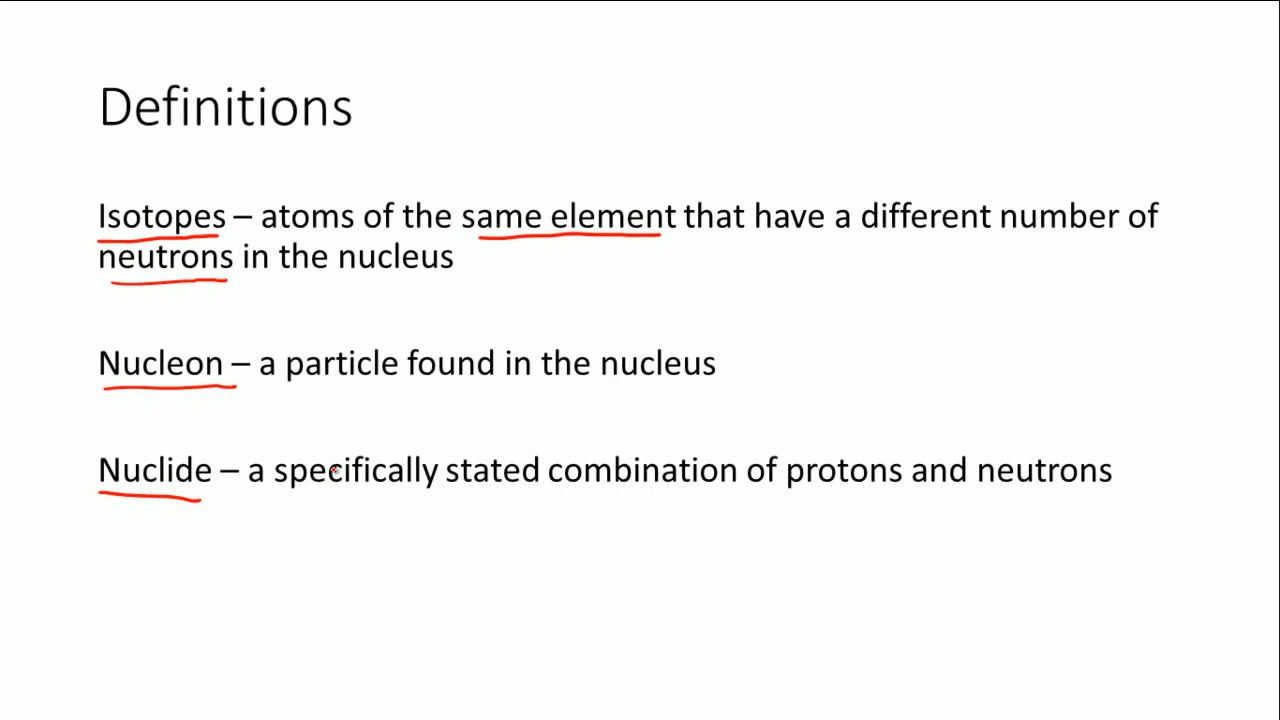 Definitions
Isotopes – atoms of the same element that have a different number of
neutrons in the nucleus
Nucleon – a particle found in the nucleus
Nuclide – a specifically stated combination of protons and neutrons